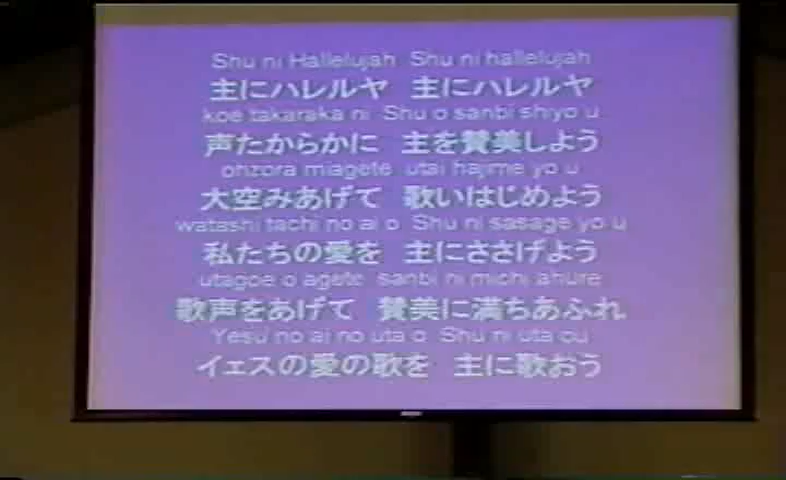 Shu ni Hallelujah Shu ni hallelujah
主にハレルヤ 主にハレルヤ
koe takaraka ni Shu o sanbi shiyo u
声たからかに 主を賛美しよう
ohzora miagete utai hajime yo u
大空みあげて 歌いはじめよう
watashi tachi no ai o Shu ni sasage yo u
私たちの愛を 主にささげよう
utagoe o agete sanbi ni michi ahure
歌声をあげて 賛美に満ちあふれ
Yesu no ai no uta o Shu ni uta ou
イェスの愛の歌を 主に歌おう